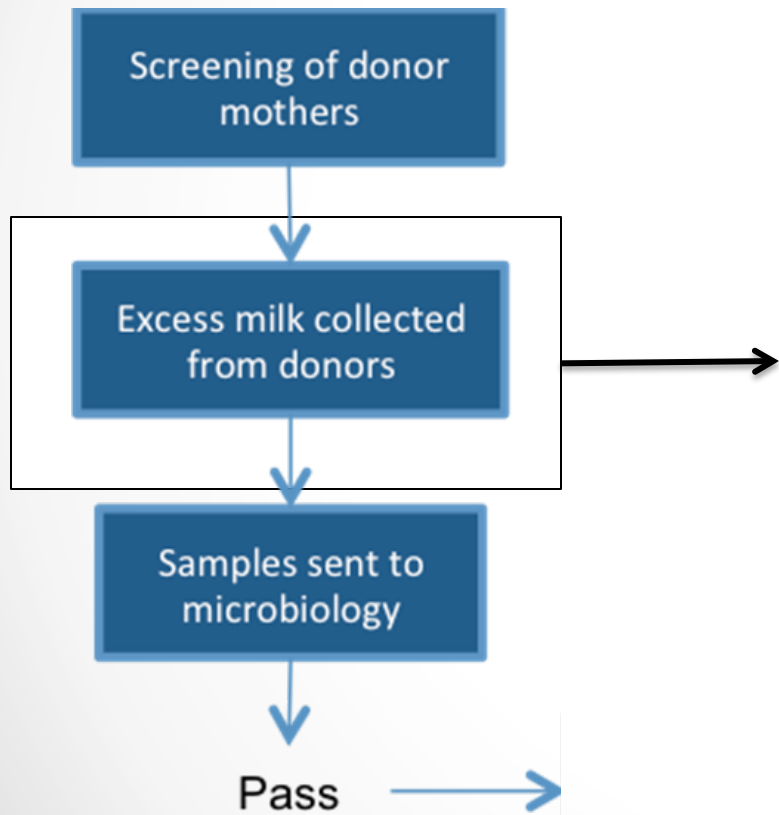 Screening of donor
mothers
Excess milk collected
from donors
Samples sent to
microbiology
Pass